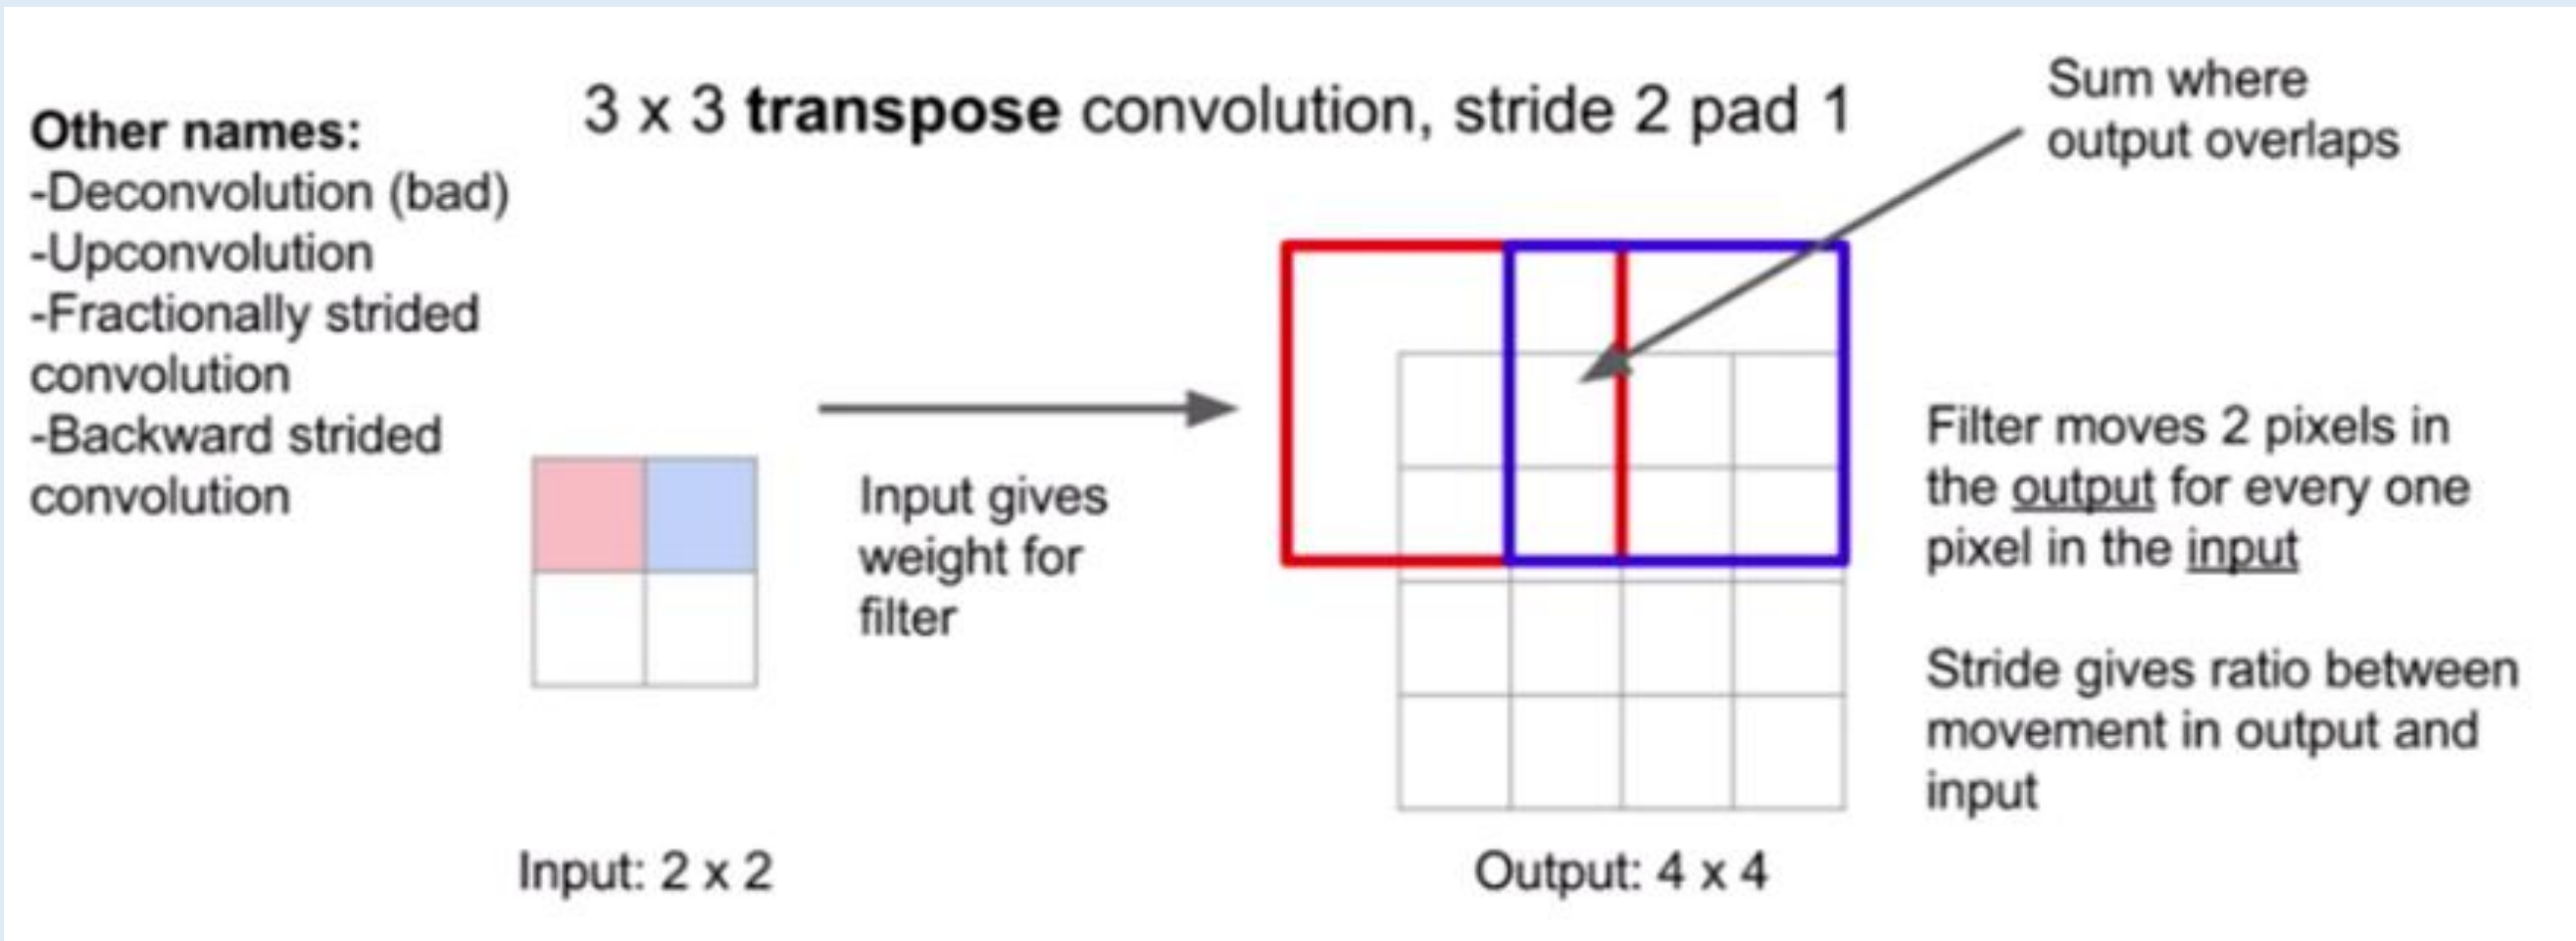 Other names:
-Deconvolution (bad)
-Upconvolution
-Fractionally strided
convolution
-Backward strided
convolution
3 x 3 transpose convolution, stride 2 pad 1
Sum where
output overlaps
Input gives
weight for
filter
Filter moves 2 pixels in
the output for every one
pixel in the input
Stride gives ratio between
movement in output and
input
Input: 2 x 2
Output: 4 x 4